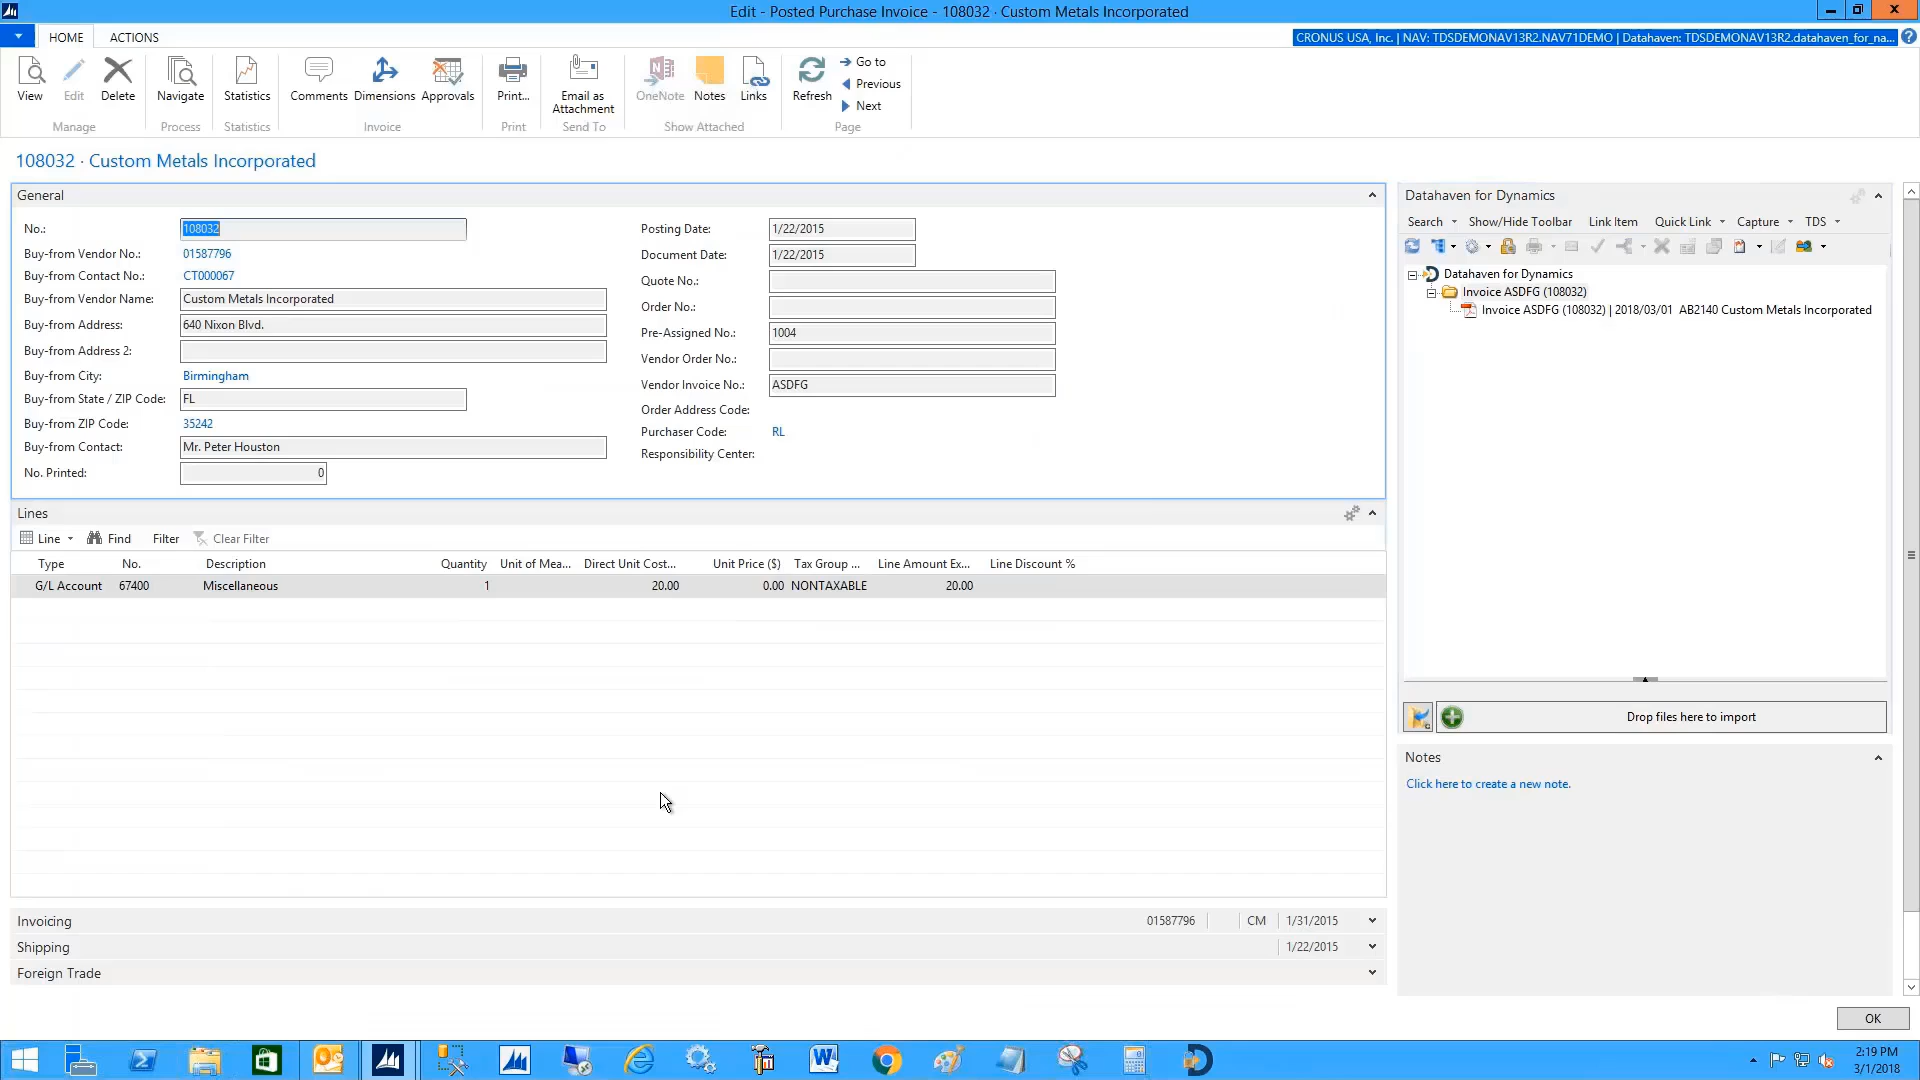 Edit - Posted Purchase Invoice - 108032 · Custom Metals Incorporated
HOME ACTIONS
CRONUS USA, Inc. | NAV: TDSDEMONAV13R2.NAV71DEMO | Datahaven: TDSDEMONAV13R2.datahaven_for_na...
View Edit Delete Navigate Statistics Comments Dimensions Approvals Print... Email as Attachment OneNote Notes Links Refresh Go to
Previous
Next
Manage Process Statistics Invoice Print Send To Show Attached Page
108032 · Custom Metals Incorporated
General
No.: 108032
Buy-from Vendor No.: 01587796
Buy-from Contact No.: CT000067
Buy-from Vendor Name: Custom Metals Incorporated
Buy-from Address: 640 Nixon Blvd.
Buy-from Address 2:
Buy-from City: Birmingham
Buy-from State / ZIP Code: FL
Buy-from ZIP Code: 35242
Buy-from Contact: Mr. Peter Houston
No. Printed: 0
Posting Date: 1/22/2015
Document Date: 1/22/2015
Quote No.:
Order No.:
Pre-Assigned No.: 1004
Vendor Order No.:
Vendor Invoice No.: ASDFG
Order Address Code:
Purchaser Code: RL
Responsibility Center:
Lines
Line Find Filter Clear Filter
Type No. Description Quantity Unit of Mea... Direct Unit Cost... Unit Price ($) Tax Group ... Line Amount Ex... Line Discount %
G/L Account 67400 Miscellaneous 1 20.00 0.00 NONTAXABLE 20.00
Invoicing 01587796 CM 1/31/2015
Shipping 1/22/2015
Foreign Trade
Datahaven for Dynamics
Search Show/Hide Toolbar Link Item Quick Link Capture TDS
Datahaven for Dynamics
Invoice ASDFG (108032)
Invoice ASDFG (108032) | 2018/03/01 AB2140 Custom Metals Incorporated
Drop files here to import
Notes
Click here to create a new note.
OK
2:19 PM
3/1/2018